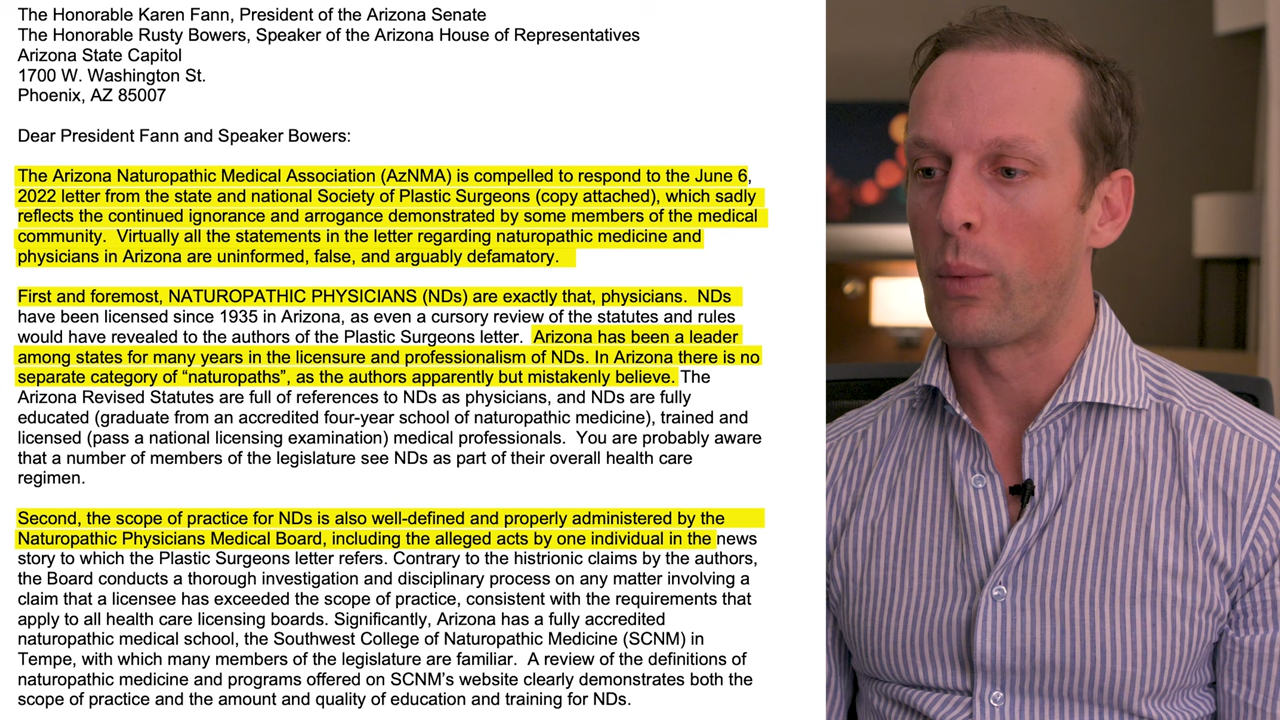 The Honorable Karen Fann, President of the Arizona Senate
The Honorable Rusty Bowers, Speaker of the Arizona House of Representatives
Arizona State Capitol
1700 W. Washington St.
Phoenix, AZ 85007
Dear President Fann and Speaker Bowers:
The Arizona Naturopathic Medical Association (AzNMA) is compelled to respond to the June 6,
2022 letter from the state and national Society of Plastic Surgeons (copy attached), which sadly
reflects the continued ignorance and arrogance demonstrated by some members of the medical
community.  Virtually all the statements in the letter regarding naturopathic medicine and
physicians in Arizona are uninformed, false, and arguably defamatory.
First and foremost, NATUROPATHIC PHYSICIANS (NDs) are exactly that, physicians.  NDs
have been licensed since 1935 in Arizona, as even a cursory review of the statutes and rules
would have revealed to the authors of the Plastic Surgeons letter.  Arizona has been a leader
among states for many years in the licensure and professionalism of NDs. In Arizona there is no
separate category of “naturopaths”, as the authors apparently but mistakenly believe. The
Arizona Revised Statutes are full of references to NDs as physicians, and NDs are fully
educated (graduate from an accredited four-year school of naturopathic medicine), trained and
licensed (pass a national licensing examination) medical professionals.  You are probably aware
that a number of members of the legislature see NDs as part of their overall health care
regimen.
Second, the scope of practice for NDs is also well-defined and properly administered by the
Naturopathic Physicians Medical Board, including the alleged acts by one individual in the news
story to which the Plastic Surgeons letter refers. Contrary to the histrionic claims by the authors,
the Board conducts a thorough investigation and disciplinary process on any matter involving a
claim that a licensee has exceeded the scope of practice, consistent with the requirements that
apply to all health care licensing boards. Significantly, Arizona has a fully accredited
naturopathic medical school, the Southwest College of Naturopathic Medicine (SCNM) in
Tempe, with which many members of the legislature are familiar.  A review of the definitions of
naturopathic medicine and programs offered on SCNM’s website clearly demonstrates both the
scope of practice and the amount and quality of education and training for NDs.